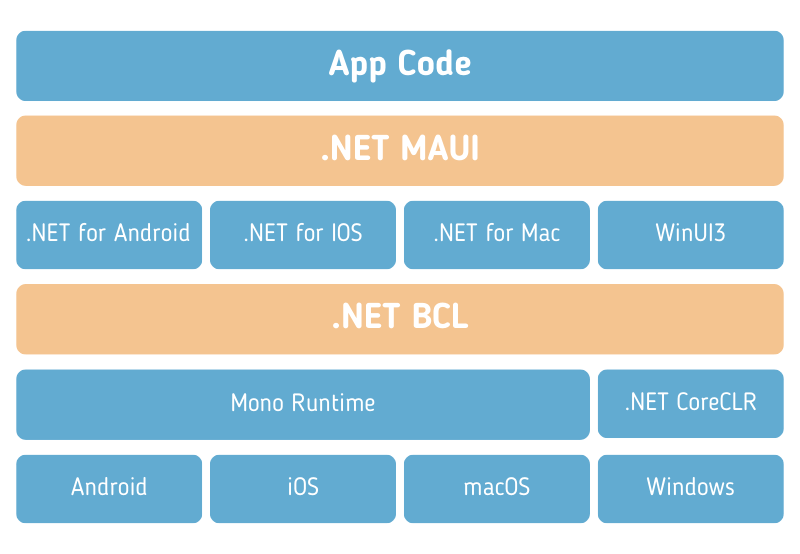 App Code
.NET MAUI
.NET for Android
.NET for IOS
.NET for Mac
WinUI3
.NET BCL
Mono Runtime
.NET CoreCLR
Android
iOS
macOS
Windows